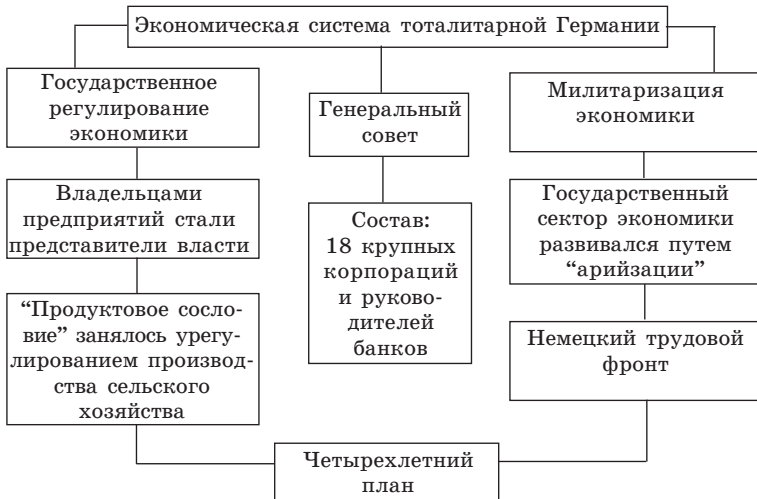 Экономическая система тоталитарной Германии
Государственное
регулирование
экономики
Генеральный
совет
Милитаризация
экономики
Владельцами
предприятий стали
представители власти
Состав:
18 крупных
корпораций
и руково-
дителей
банков
Государственный
сектор экономики
развивался путем
“арийзации”
“Продуктовое сосло-
вие” занялось урегу-
лированием производ-
ства сельского
хозяйства
Немецкий трудовой
фронт
Четырехлетний
план